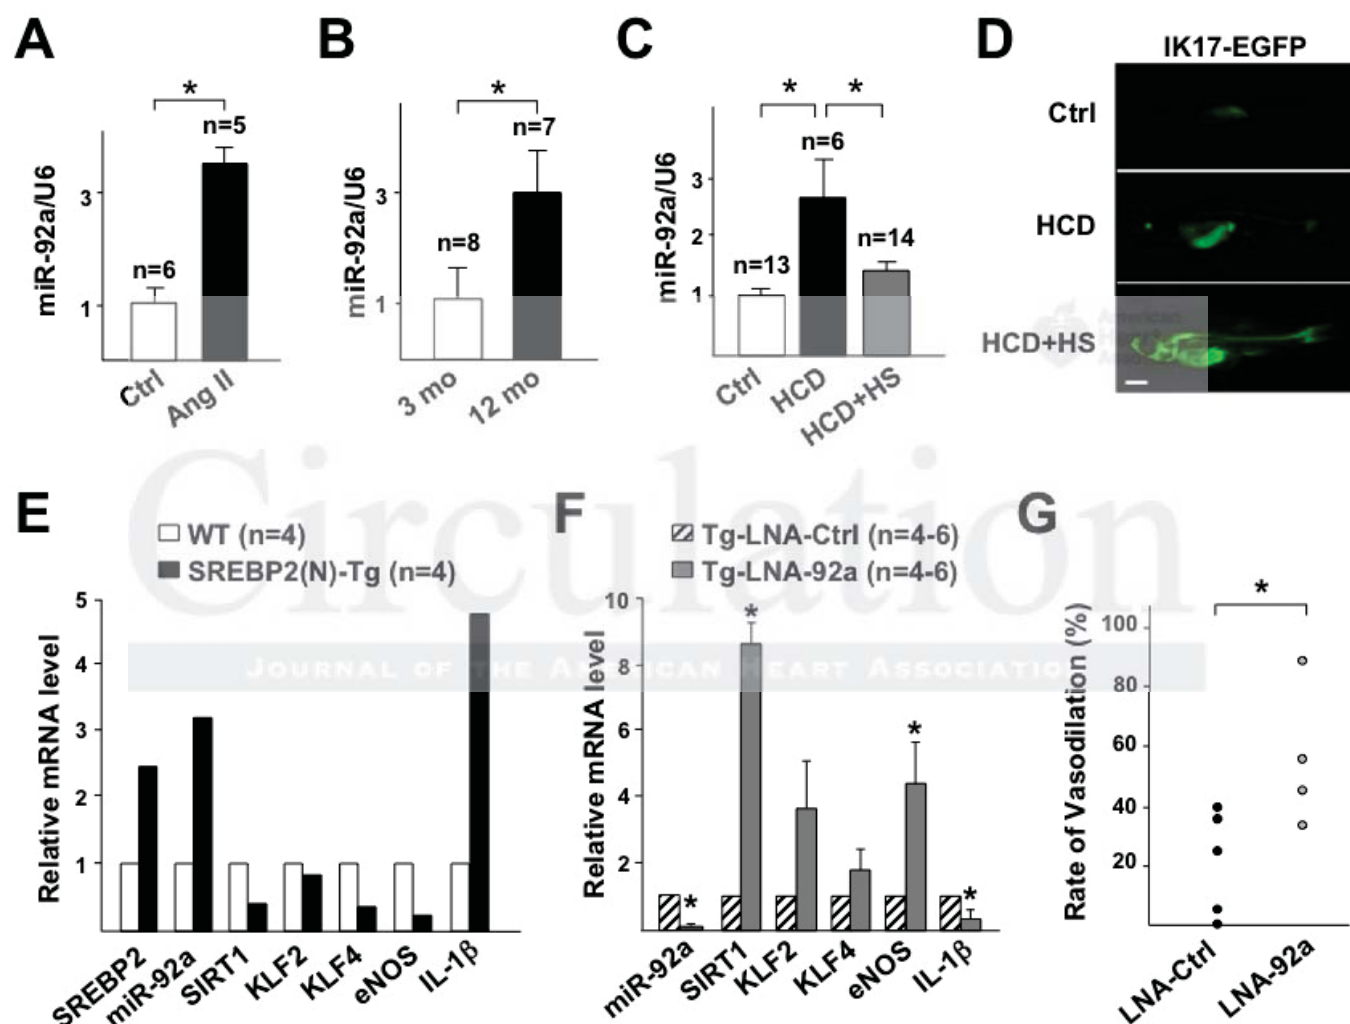 A
*
n=5
n=6
3
1
miR-92a/U6
Ctrl
Ang II
B
*
n=7
n=8
3
1
miR-92a/U6
3 mo
12 mo
C
*
*
n=6
n=13
n=14
3
2
1
miR-92a/U6
Ctrl
HCD
HCD+HS
D
IK17-EGFP
Ctrl
HCD
HCD+HS
American
Heart
Circulation
JOURNAL OF THE AMERICAN HEART ASSOCIATION
E
WT (n=4)
SREBP2(N)-Tg (n=4)
5
4
3
2
1
Relative mRNA level
SREBP2
miR-92a
SIRT1
KLF2
KLF4
eNOS
IL-1β
F
Tg-LNA-Ctrl (n=4-6)
Tg-LNA-92a (n=4-6)
10
8
6
4
2
Relative mRNA level
*
*
*
*
miR-92a
SIRT1
KLF2
KLF4
eNOS
IL-1β
G
*
100
80
60
40
20
Rate of Vasodilation (%)
LNA-Ctrl
LNA-92a